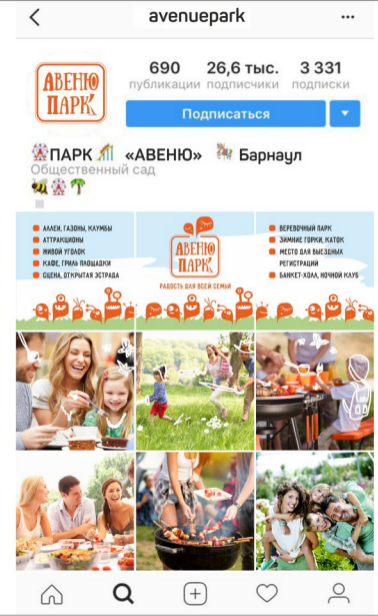 avenuepark
АВЕНЮ
ПАРК
690 26,6 тыс. 3 331
публикации подписчики подписки
Подписаться
ПАРК «АВЕНЮ» Барнаул
Общественный сад
АЛЛЕИ, ГАЗОНЫ, КЛУМБЫ
АТТРАКЦИОНЫ
ЖИВОЙ УГОЛОК
КАФЕ, ГРИЛЬ ПЛОЩАДКИ
СЦЕНА, ОТКРЫТАЯ ЭСТРАДА
АВЕНЮ
ПАРК
РАДОСТЬ ДЛЯ ВСЕЙ СЕМЬИ
ВЕРЕВОЧНЫЙ ПАРК
ЗИМНИЕ ГОРКИ, КАТОК
МЕСТО ДЛЯ ВЫЕЗДНЫХ
РЕГИСТРАЦИЙ
БАНКЕТ-ХОЛЛ, НОЧНОЙ КЛУБ